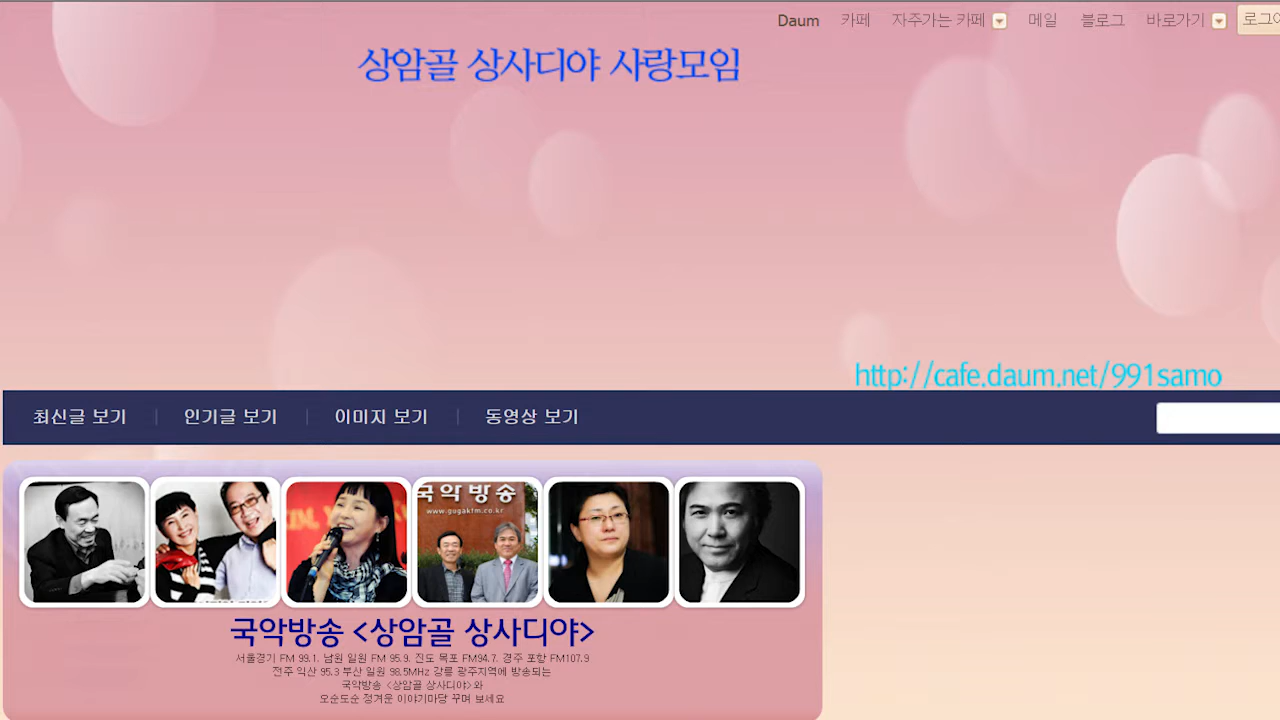 Daum 카페 자주가는 카페 메일 블로그 바로가기
상암골 상사디야 사랑모임
http://cafe.daum.net/991samo
최신글 보기 | 인기글 보기 | 이미지 보기 | 동영상 보기
국악방송
www.gugakfm.co.kr
국악방송 <상암골 상사디야>
서울경기 FM 99.1. 남원 일원 FM 95.9. 진도 목포 FM94.7. 경주 포항 FM107.9
전주 익산 95.3 부산 일원 98.5MHz 강릉 광주지역에 방송되는
국악방송 <상암골 상사디야>와
오순도순 정겨운 이야기마당 꾸며 보세요